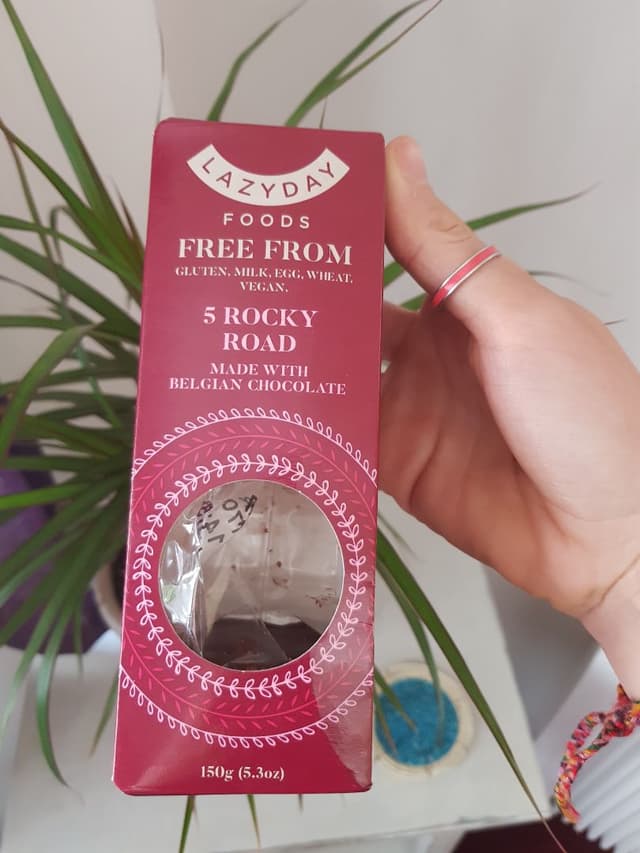 LAZYDAY
FOODS
FREE FROM
GLUTEN, MILK, EGG, WHEAT,
VEGAN.
5 ROCKY
ROAD
MADE WITH
BELGIAN CHOCOLATE
150g (5.3oz)